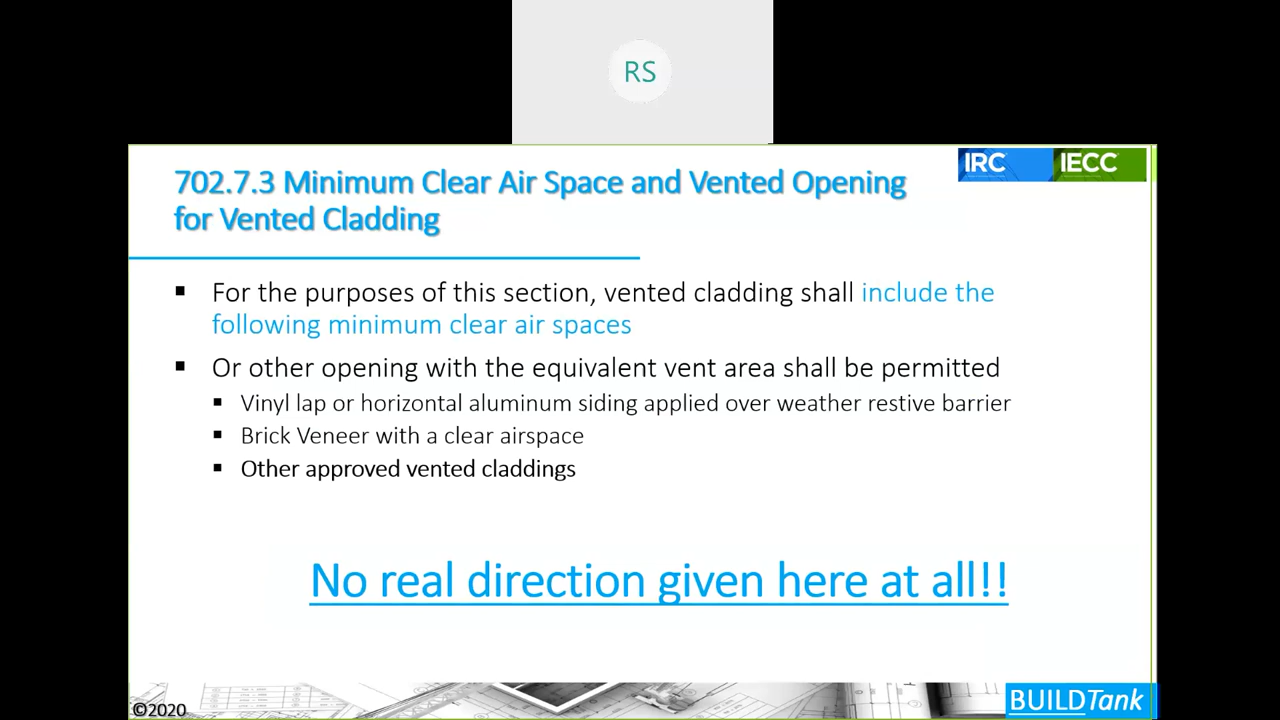 RS
IRC
IECC
702.7.3 Minimum Clear Air Space and Vented Opening
for Vented Cladding
▪ For the purposes of this section, vented cladding shall include the
following minimum clear air spaces
▪ Or other opening with the equivalent vent area shall be permitted
▪ Vinyl lap or horizontal aluminum siding applied over weather restive barrier
▪ Brick Veneer with a clear airspace
▪ Other approved vented claddings
No real direction given here at all!!
©2020
BUILDTank